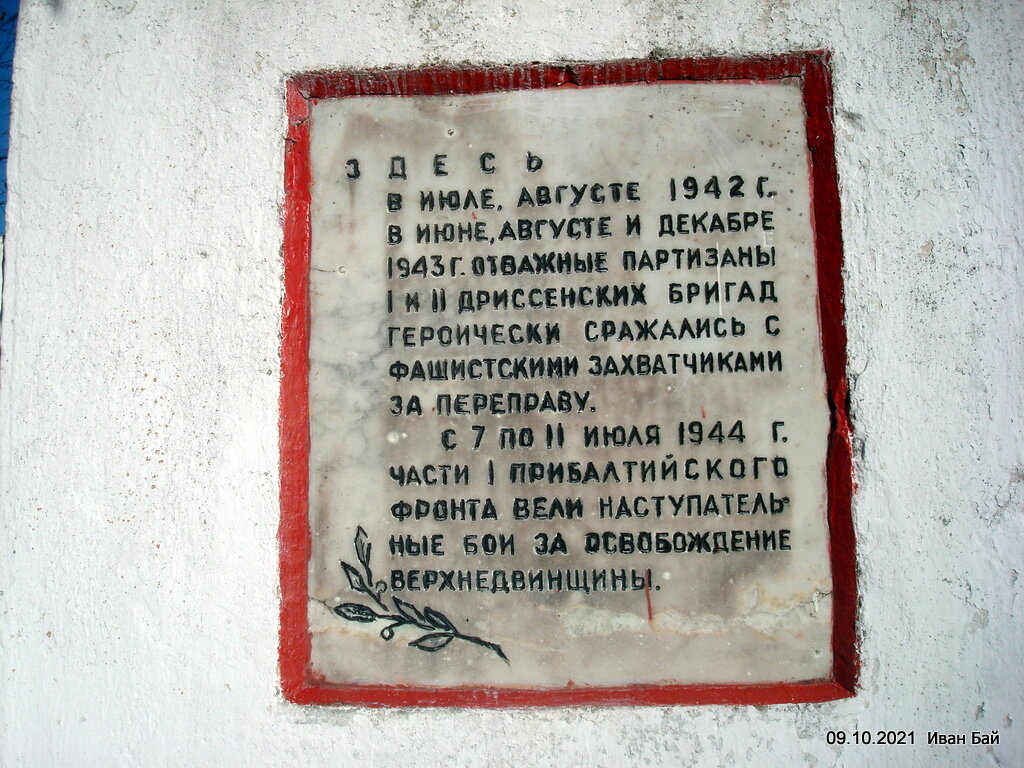 ЗДЕСЬ
В ИЮЛЕ, АВГУСТЕ 1942 Г.
В ИЮНЕ, АВГУСТЕ И ДЕКАБРЕ
1943 Г. ОТВАЖНЫЕ ПАРТИЗАНЫ
I И II ДРИССЕНСКИХ БРИГАД
ГЕРОИЧЕСКИ СРАЖАЛИСЬ С
ФАШИСТСКИМИ ЗАХВАТЧИКАМИ
ЗА ПЕРЕПРАВУ.
С 7 ПО 11 ИЮЛЯ 1944 Г.
ЧАСТИ I ПРИБАЛТИЙСКОГО
ФРОНТА ВЕЛИ НАСТУПАТЕЛЬ-
НЫЕ БОИ ЗА ОСВОБОЖДЕНИЕ
ВЕРХНЕДВИНЩИНЫ.
09.10.2021 Иван Бай